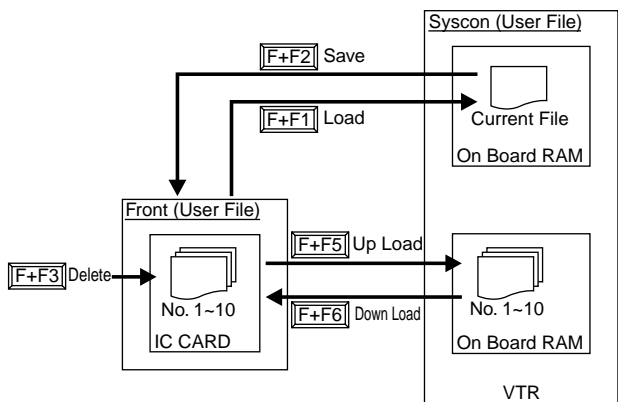 Syscon (User File)
F+F2 Save
F+F1 Load
Current File
On Board RAM
Front (User File)
F+F5 Up Load
F+F3 Delete
No. 1~10
IC CARD
F+F6 Down Load
No. 1~10
On Board RAM
VTR